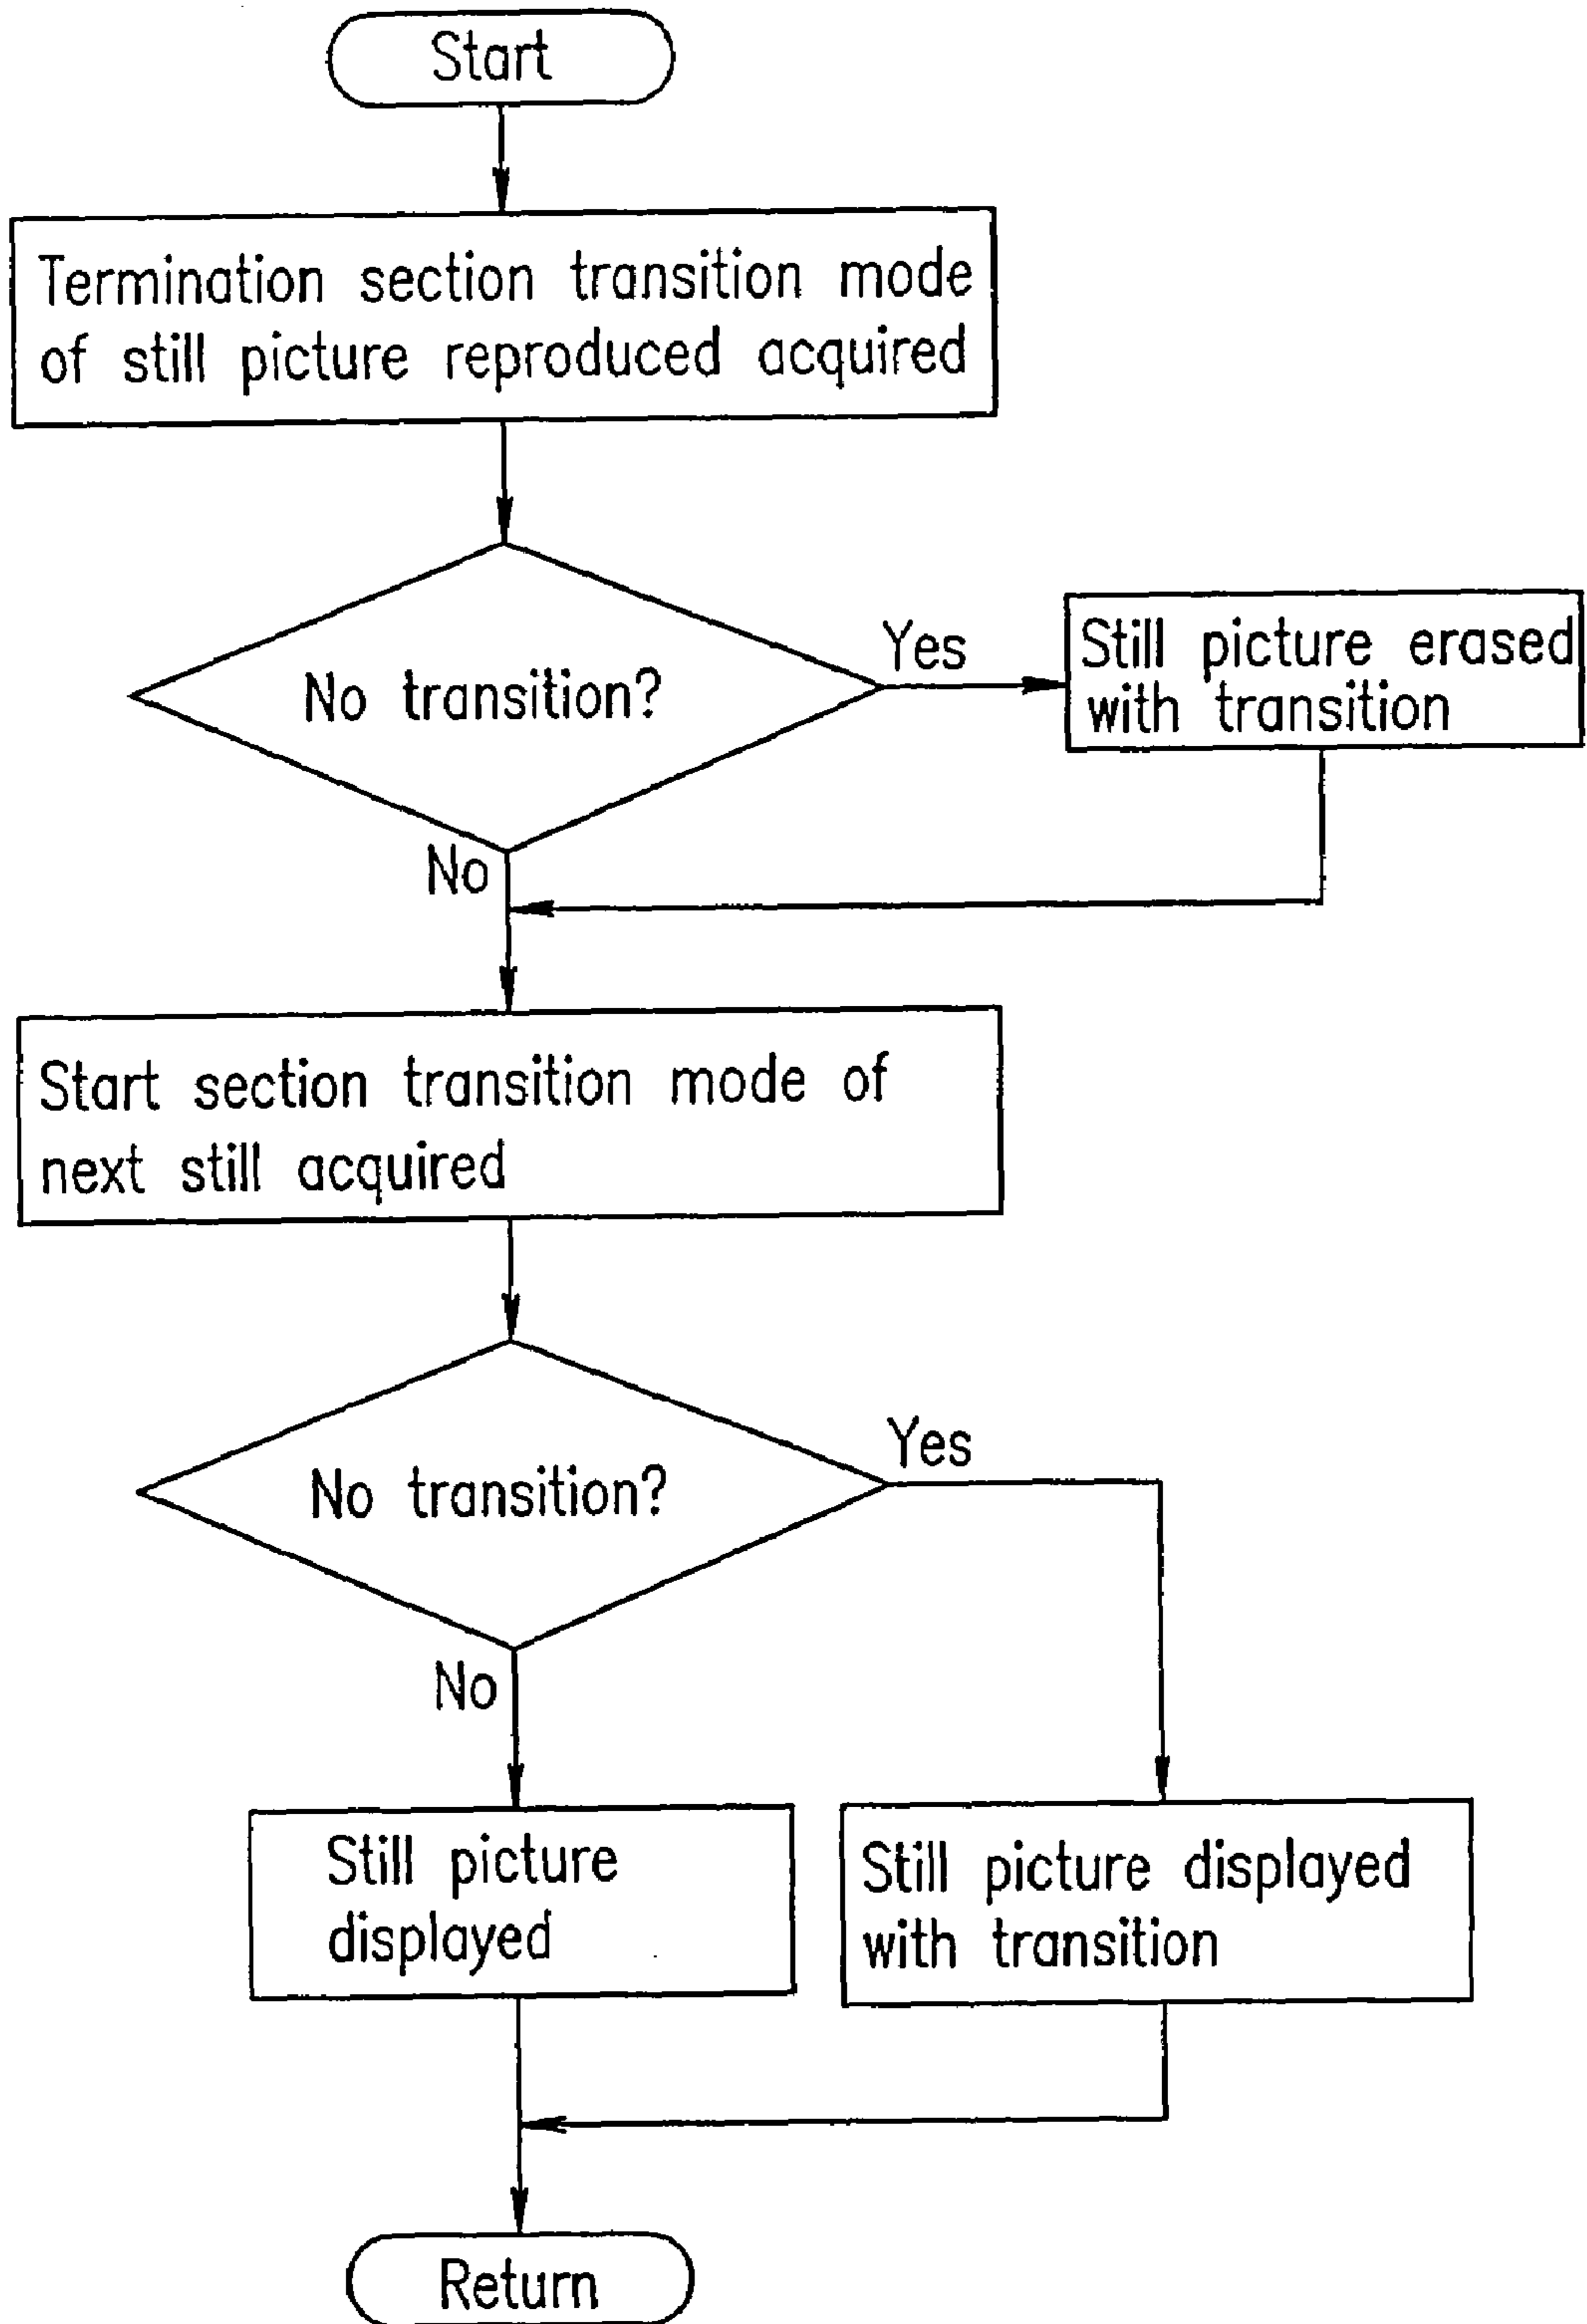 Start
Termination section transition mode
of still picture reproduced acquired
No transition?
Yes
Still picture erased
with transition
No
Start section transition mode of
next still acquired
No transition?
Yes
No
Still picture
displayed
Still picture displayed
with transition
Return